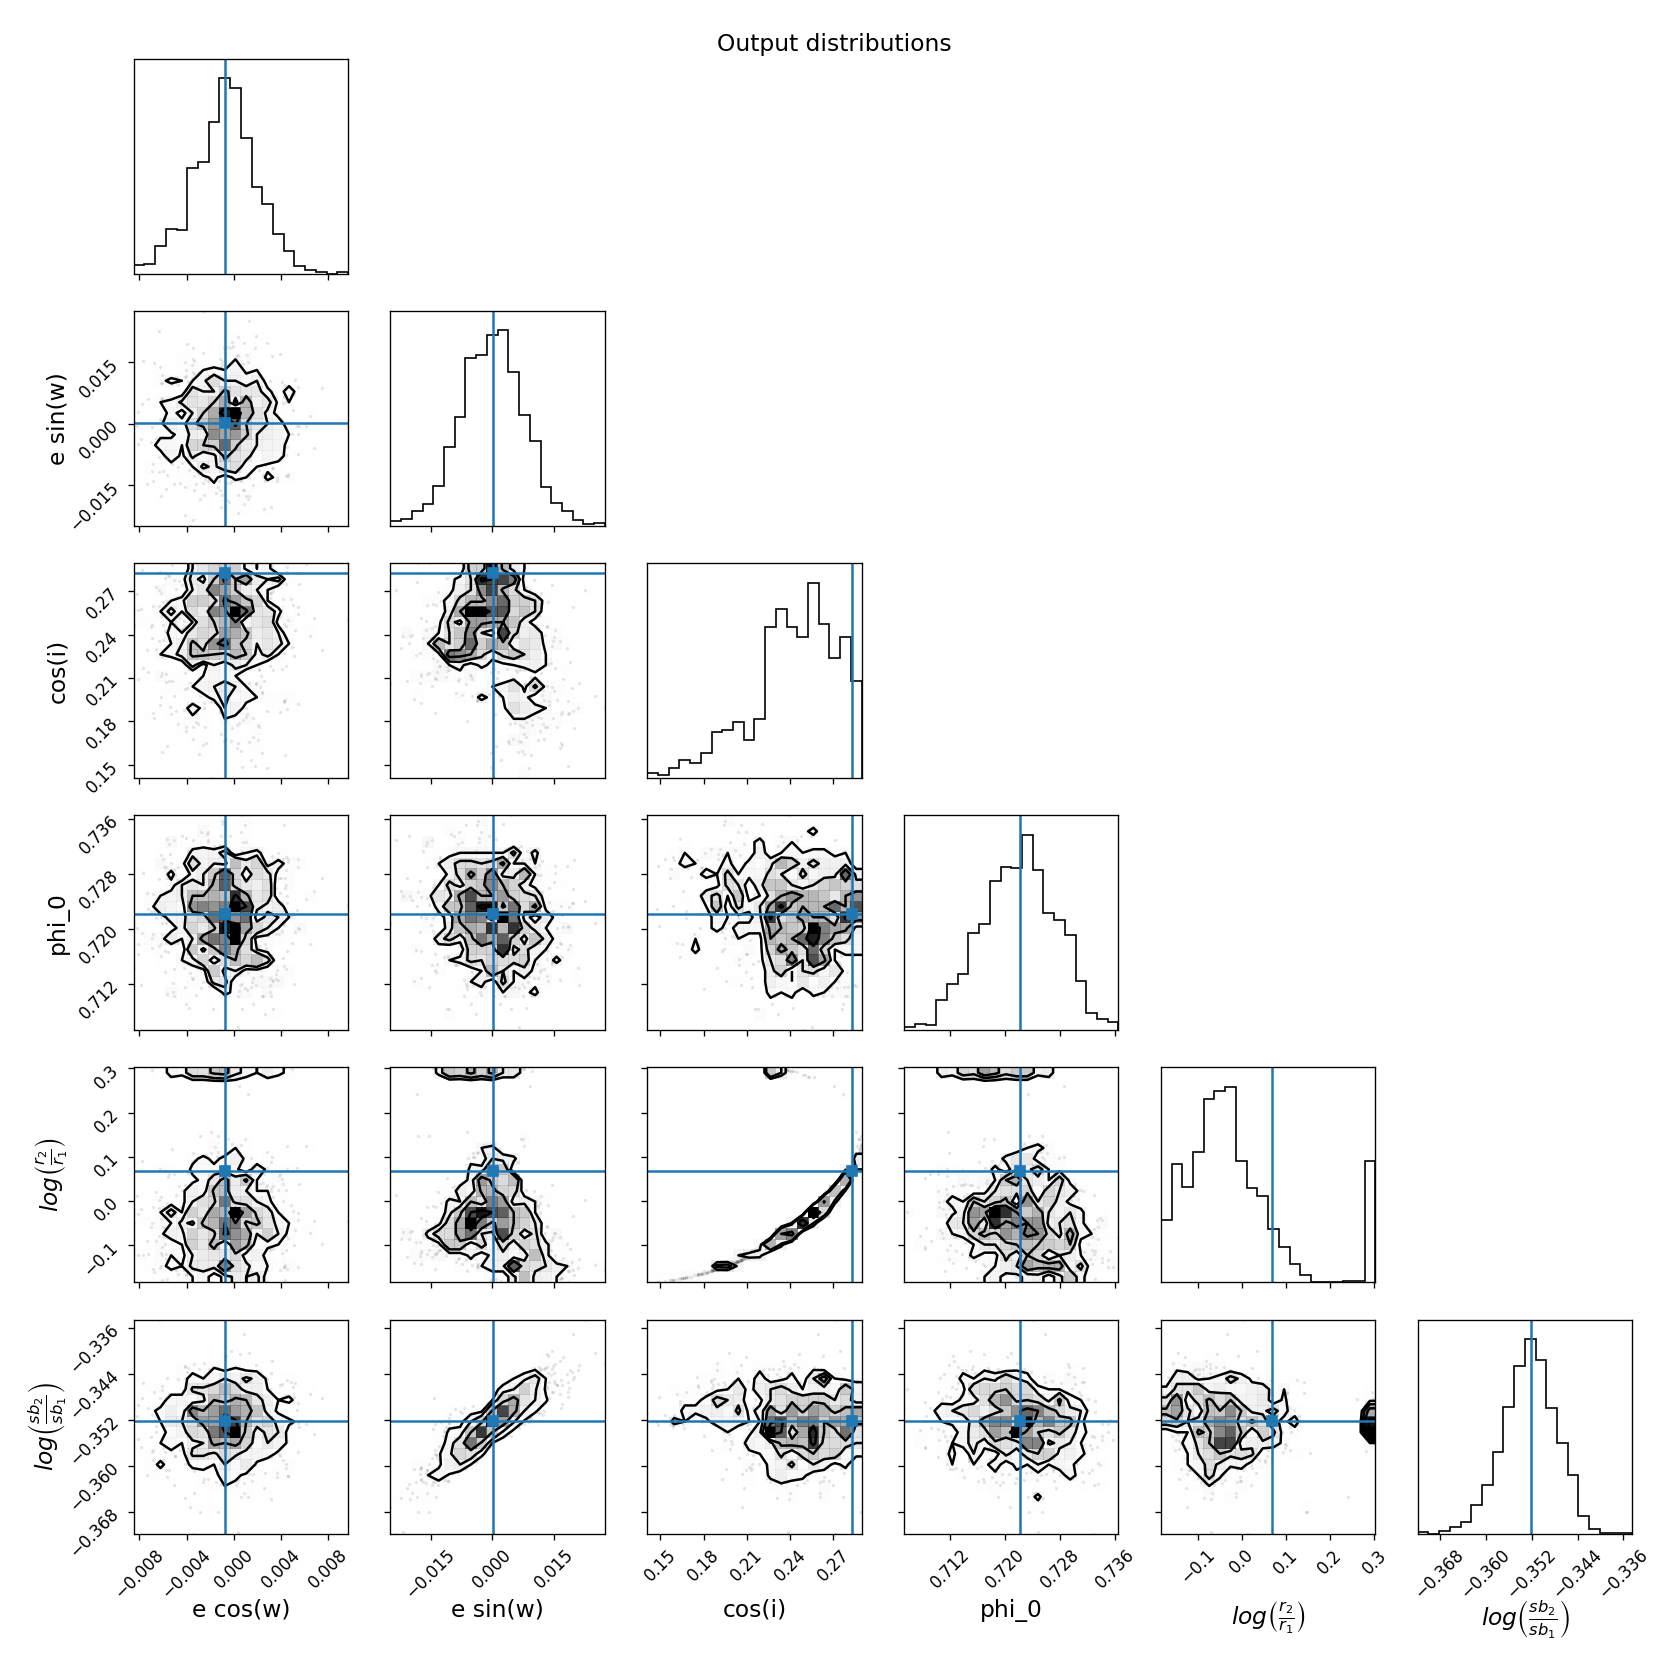 Output distributions
e sin(w)
0.015
0.000
−0.015
cos(i)
0.27
0.24
0.21
0.18
0.15
phi_0
0.736
0.728
0.720
0.712
log(r₂/r₁)
0.3
0.2
0.1
0.0
−0.1
log(sb₂/sb₁)
−0.336
−0.344
−0.352
−0.360
−0.368
−0.008 −0.004 0.000 0.004 0.008 −0.015 0.000 0.015 0.15 0.18 0.21 0.24 0.27 0.712 0.720 0.728 0.736 −0.1 0.0 0.1 0.2 0.3 −0.368 −0.360 −0.352 −0.344 −0.336
e cos(w) e sin(w) cos(i) phi_0 log(r₂/r₁) log(sb₂/sb₁)